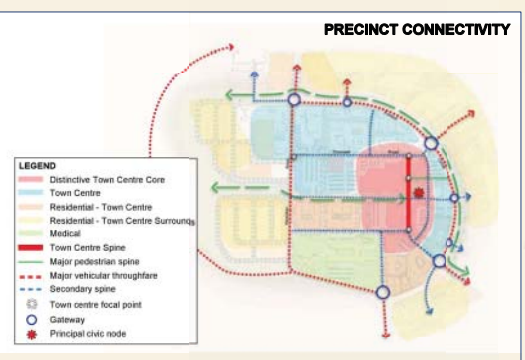 PRECINCT CONNECTIVITY
LEGEND
Distinctive Town Centre Core
Town Centre
Residential - Town Centre
Residential - Town Centre Surrounds
Medical
Town Centre Spine
Major pedestrian spine
Major vehicular throughfare
Secondary spine
Town centre focal point
Gateway
Principal civic node